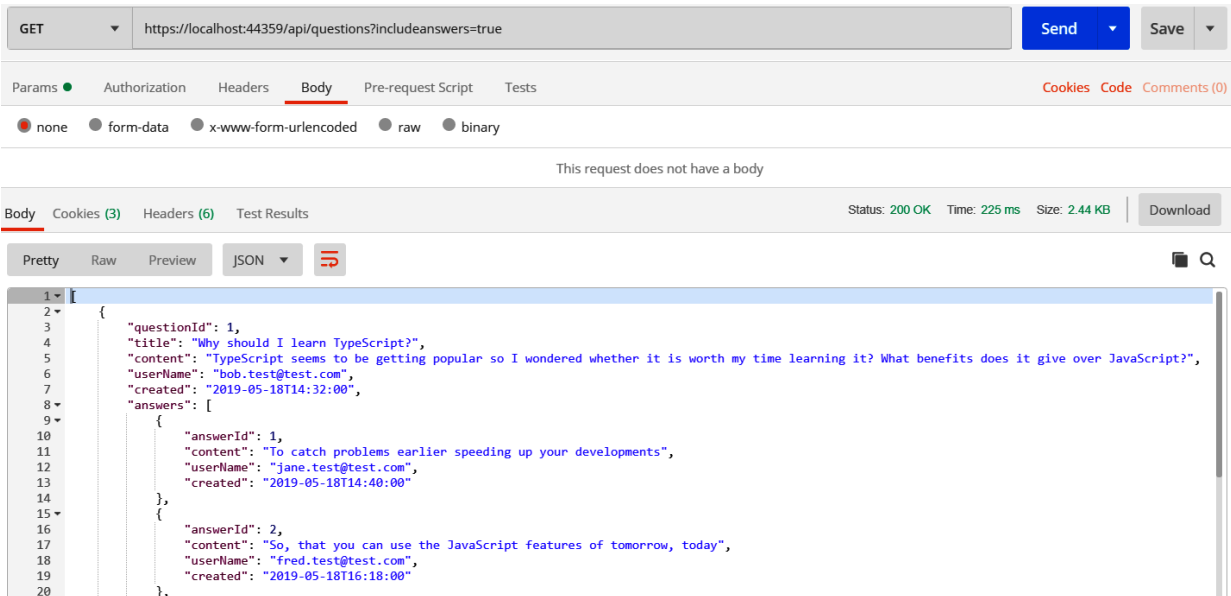 GET https://localhost:44359/api/questions?includeanswers=true Send Save
Params Authorization Headers Body Pre-request Script Tests Cookies Code Comments (0)
none form-data x-www-form-urlencoded raw binary
This request does not have a body
Body Cookies (3) Headers (6) Test Results Status: 200 OK Time: 225 ms Size: 2.44 KB Download
Pretty Raw Preview JSON
1 [
2 {
3 "questionId": 1,
4 "title": "Why should I learn TypeScript?",
5 "content": "TypeScript seems to be getting popular so I wondered whether it is worth my time learning it? What benefits does it give over JavaScript?",
6 "userName": "bob.test@test.com",
7 "created": "2019-05-18T14:32:00",
8 "answers": [
9 {
10 "answerId": 1,
11 "content": "To catch problems earlier speeding up your developments",
12 "userName": "jane.test@test.com",
13 "created": "2019-05-18T14:40:00"
14 },
15 {
16 "answerId": 2,
17 "content": "So, that you can use the JavaScript features of tomorrow, today",
18 "userName": "fred.test@test.com",
19 "created": "2019-05-18T16:18:00"
20 },